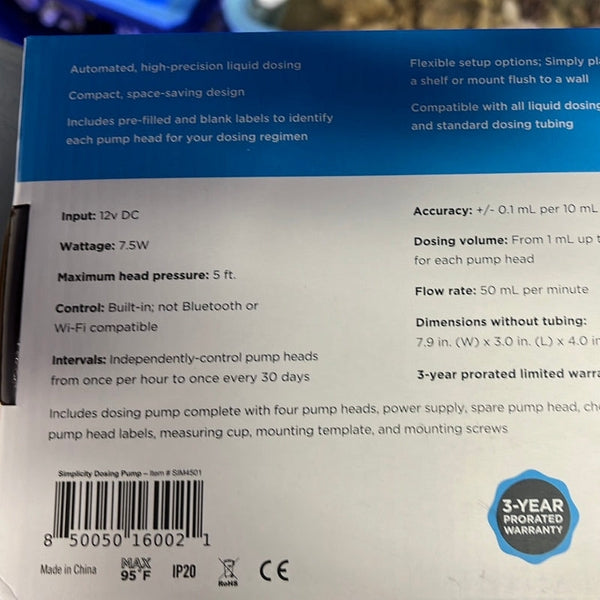 Automated, high-precision liquid dosing
Compact, space-saving design
Includes pre-filled and blank labels to identify
each pump head for your dosing regimen
Flexible setup options; Simply
a shelf or mount flush to a wall
Compatible with all liquid dosing
and standard dosing tubing
Input: 12v DC
Wattage: 7.5W
Maximum head pressure: 5 ft.
Control: Built-in; not Bluetooth or
Wi-Fi compatible
Intervals: Independently-control pump heads
from once per hour to once every 30 days
Accuracy: +/- 0.1 mL per 10 mL
Dosing volume: From 1 mL up
for each pump head
Flow rate: 50 mL per minute
Dimensions without tubing:
7.9 in. (W) x 3.0 in. (L) x 4.0 in
3-year prorated limited
Includes dosing pump complete with four pump heads, power supply, spare pump head,
pump head labels, measuring cup, mounting template, and mounting screws
Simplicity Dosing Pump – Item # SIM4501
8 50050 16002 1
Made in China
MAX
95°F
IP20
RoHS
CE
3-YEAR
PRORATED
WARRANTY